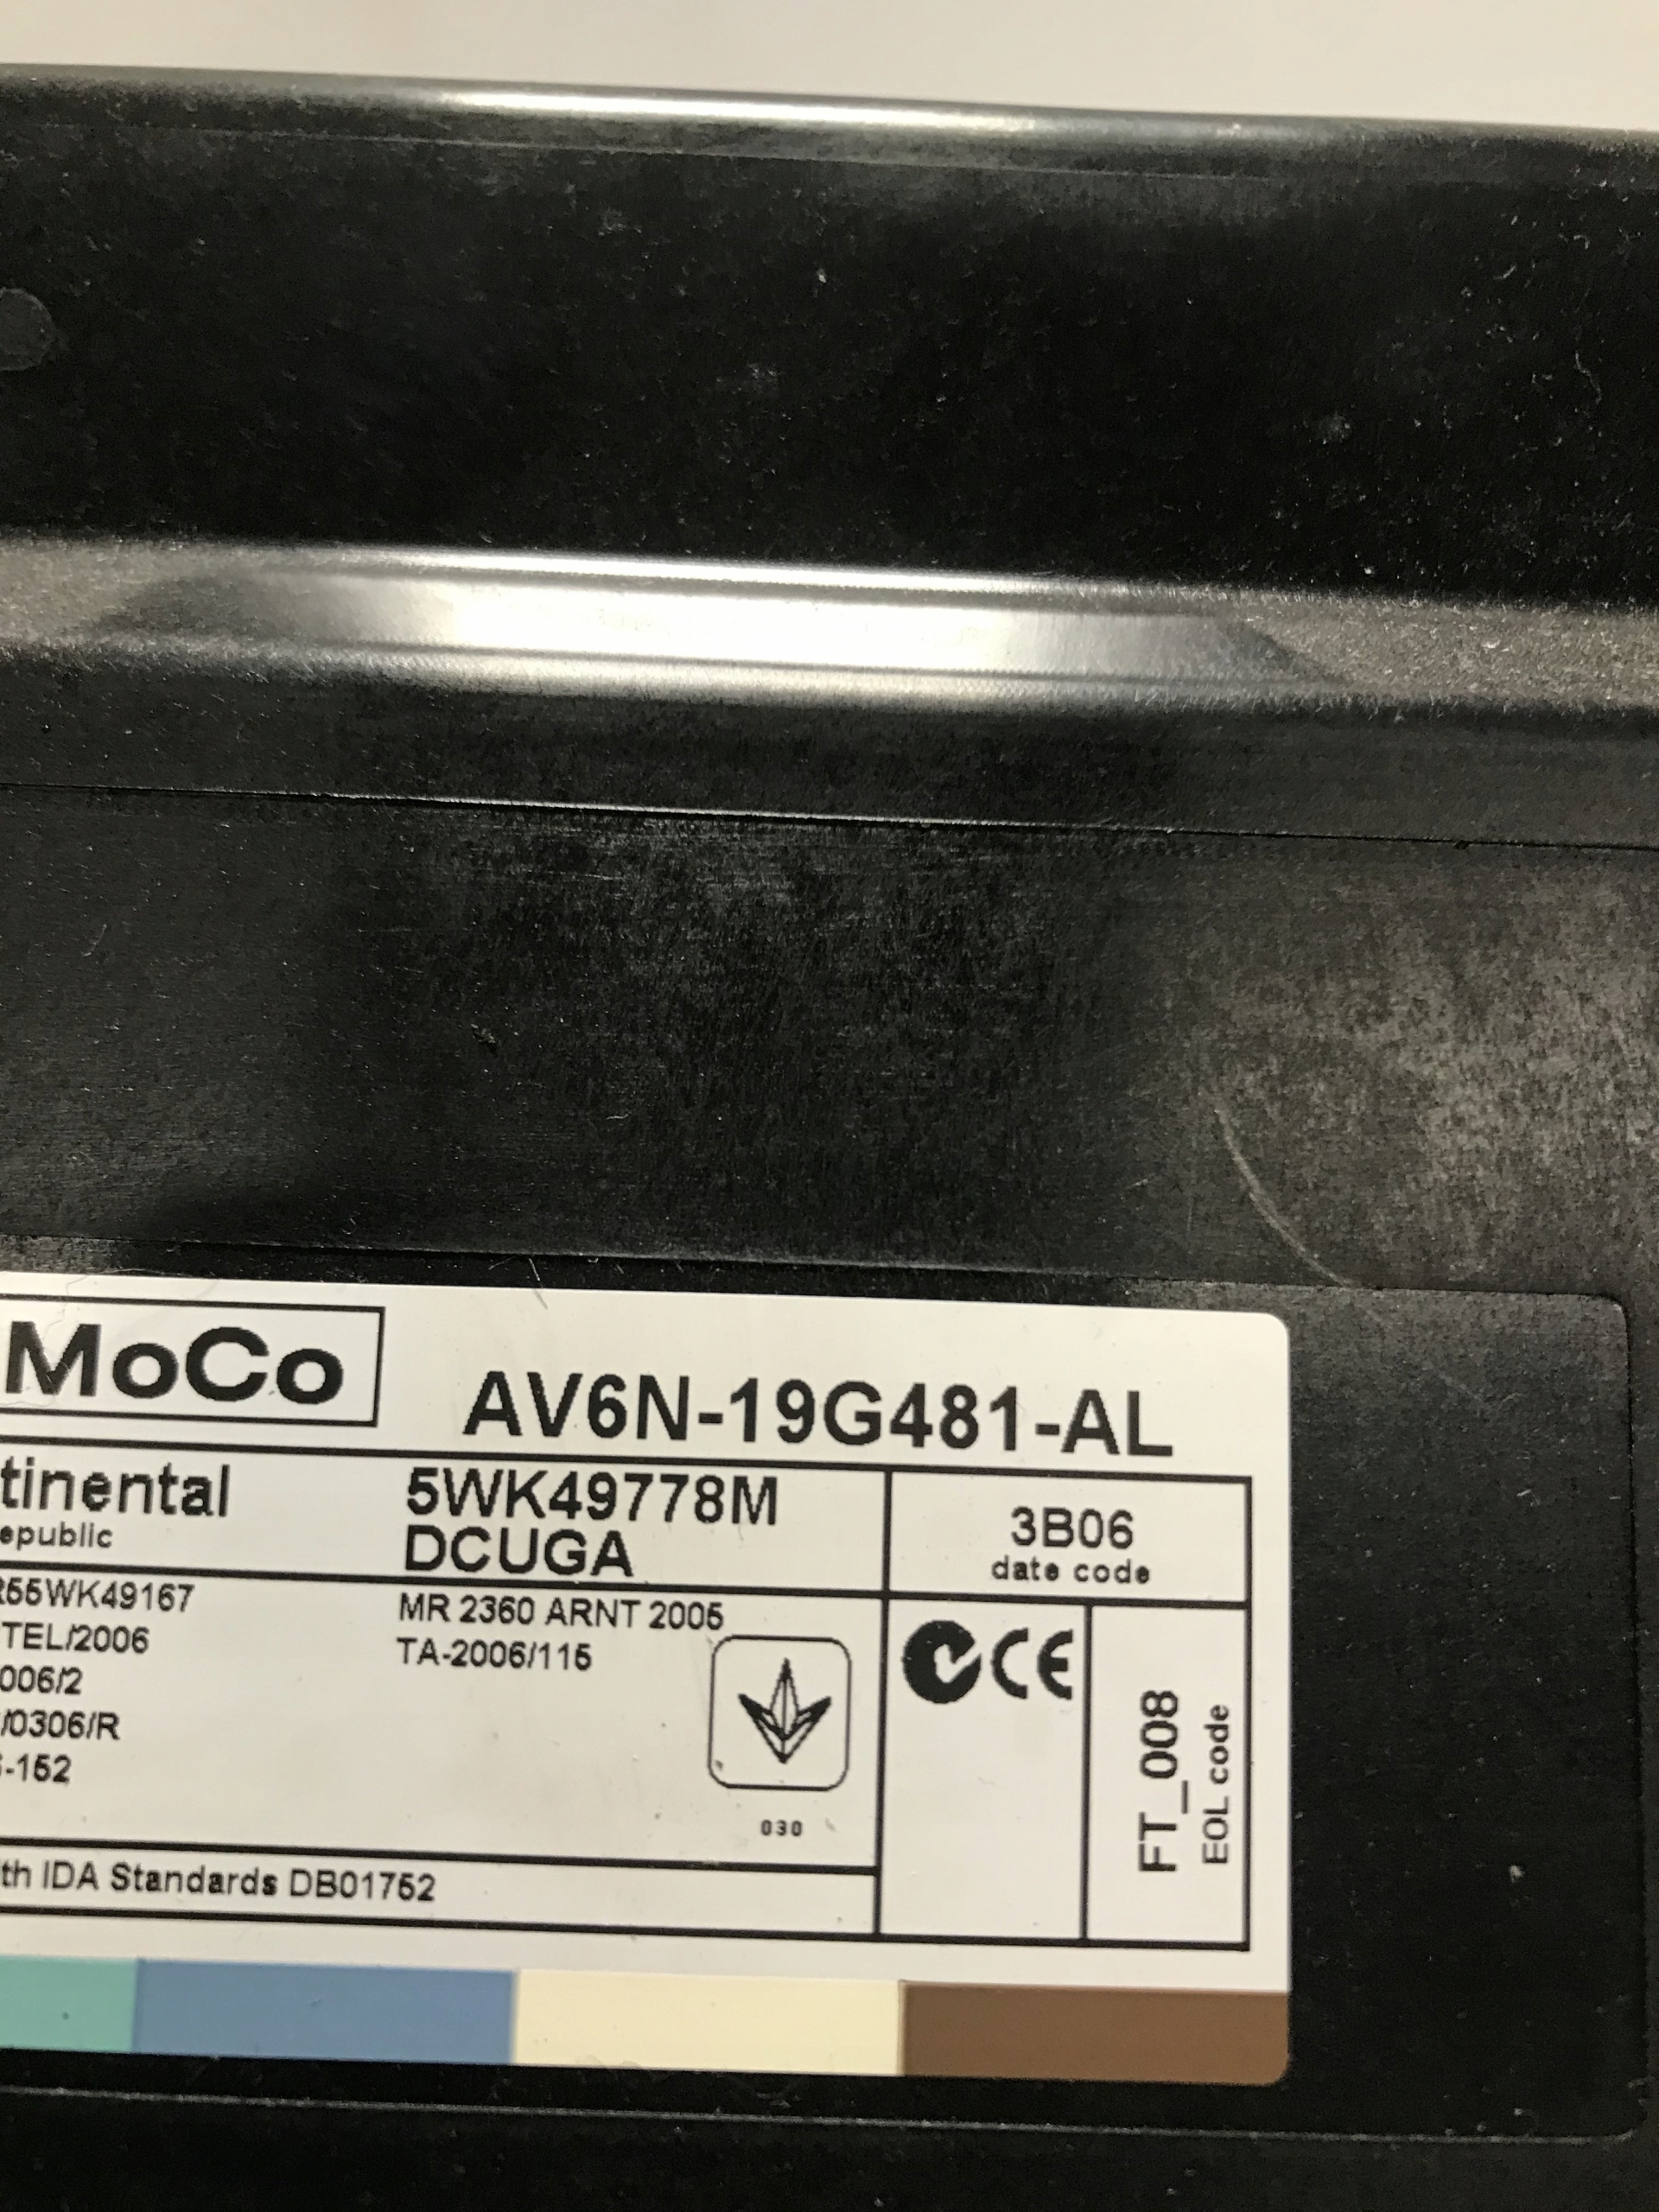 MoCo
AV6N-19G481-AL
tinental
epublic
5WK49778M
DCUGA
3B06
date code
R55WK49167
TEL/2006
006/2
/0306/R
-152
MR 2360 ARNT 2005
TA-2006/115
030
CE
FT_008
EOL code
th IDA Standards DB01752